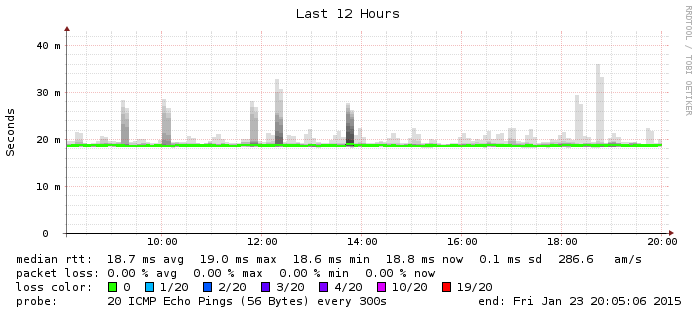 Last 12 Hours
RRDTOOL / TOBI OETIKER
Seconds
40 m
30 m
20 m
10 m
0
10:00 12:00 14:00 16:00 18:00 20:00
median rtt: 18.7 ms avg 19.0 ms max 18.6 ms min 18.8 ms now 0.1 ms sd 286.6 am/s
packet loss: 0.00 % avg 0.00 % max 0.00 % min 0.00 % now
loss color: 0 1/20 2/20 3/20 4/20 10/20 19/20
probe: 20 ICMP Echo Pings (56 Bytes) every 300s end: Fri Jan 23 20:05:06 2015